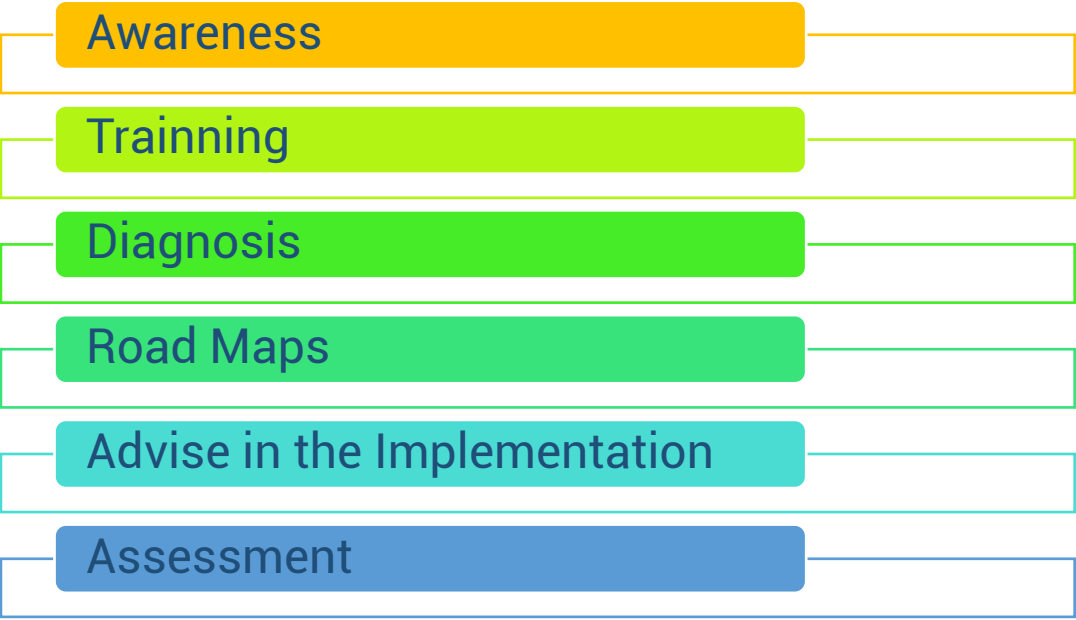 Awareness
Trainning
Diagnosis
Road Maps
Advise in the Implementation
Assessment